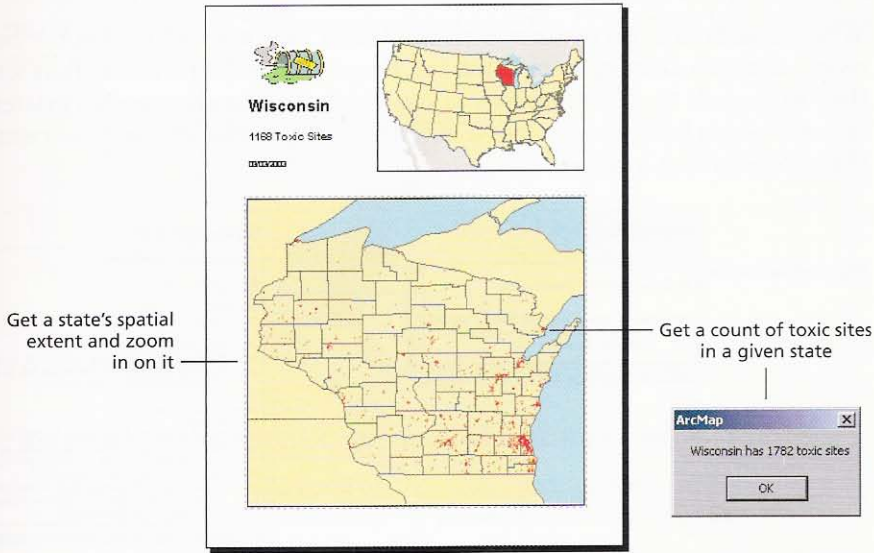 Wisconsin
1168 Toxic Sites
Get a state's spatial
extent and zoom
in on it
Get a count of toxic sites
in a given state
ArcMap
Wisconsin has 1782 toxic sites
OK